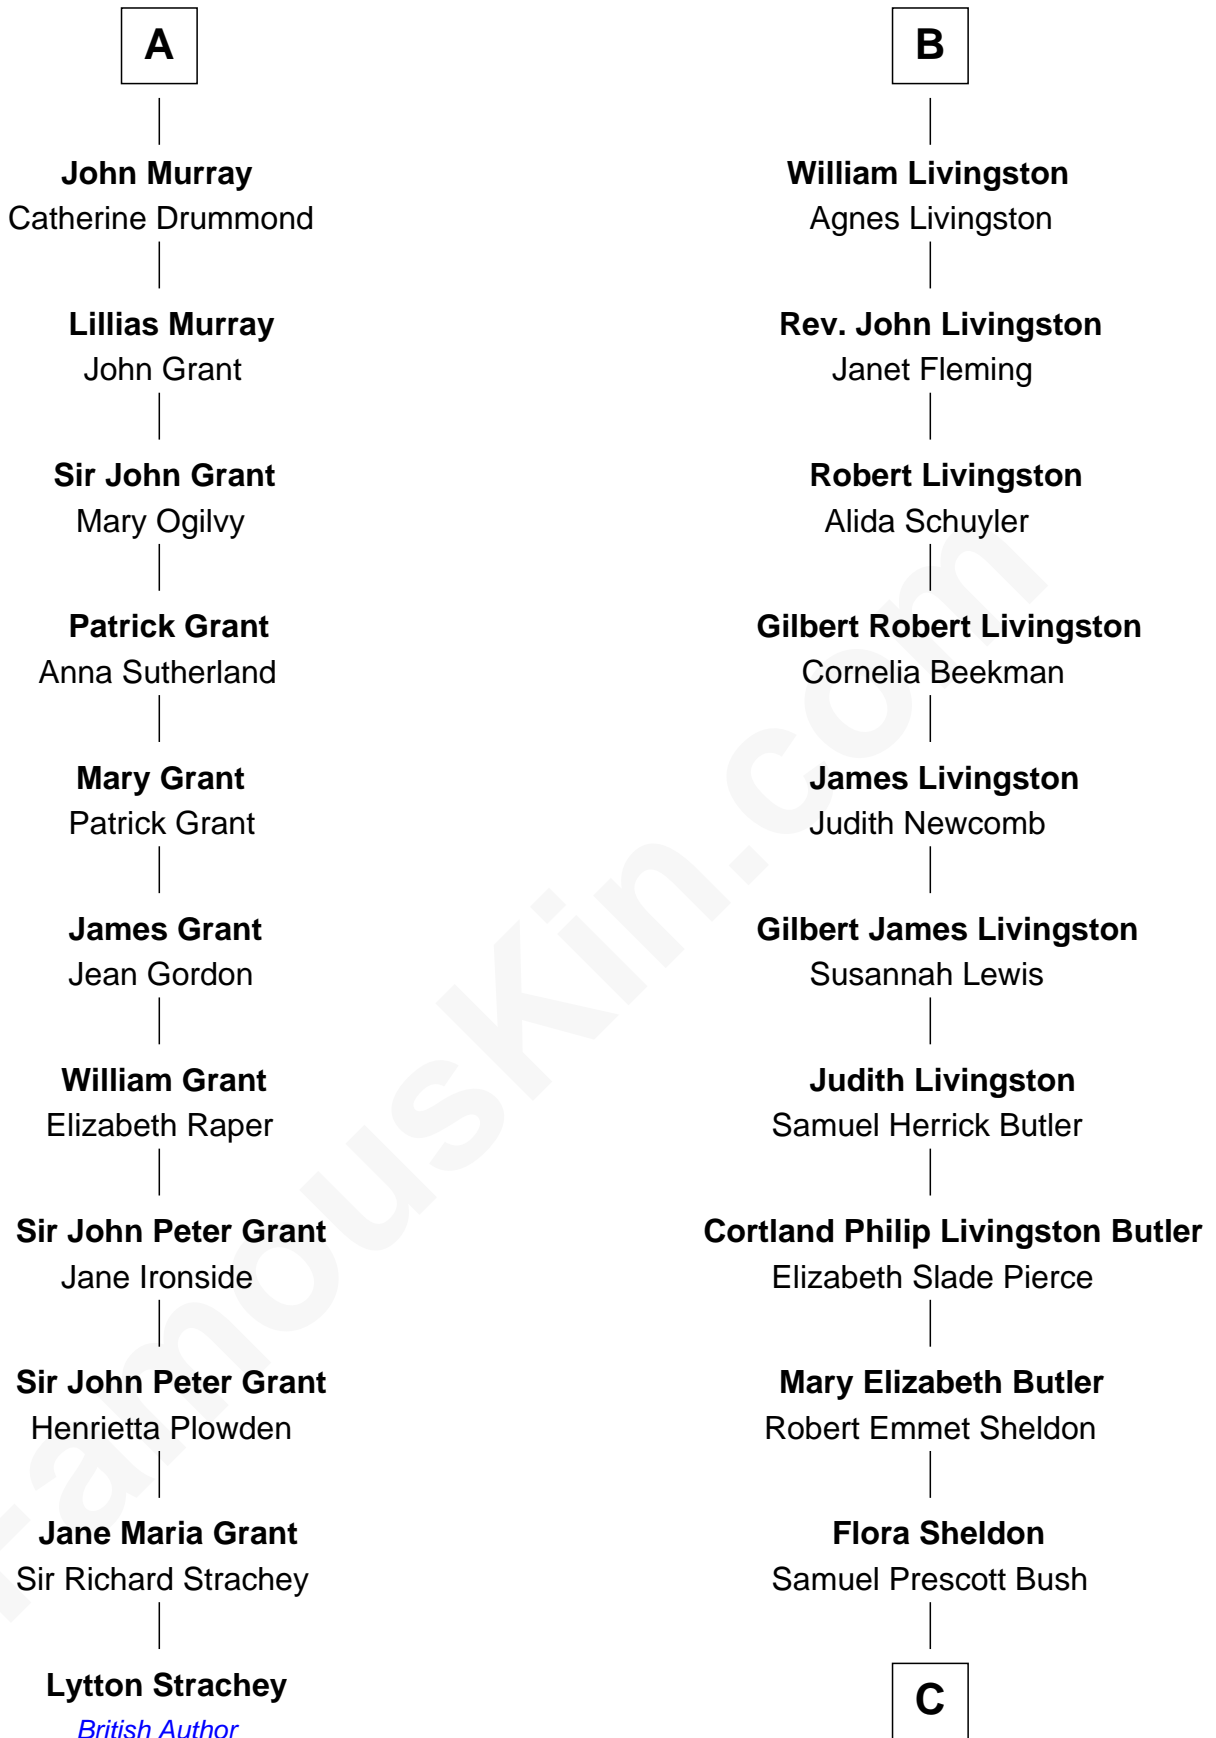 A
John Murray
Catherine Drummond
Lillias Murray
John Grant
Sir John Grant
Mary Ogilvy
Patrick Grant
Anna Sutherland
Mary Grant
Patrick Grant
James Grant
Jean Gordon
William Grant
Elizabeth Raper
Sir John Peter Grant
Jane Ironside
Sir John Peter Grant
Henrietta Plowden
Jane Maria Grant
Sir Richard Strachey
Lytton Strachey
British Author
B
William Livingston
Agnes Livingston
Rev. John Livingston
Janet Fleming
Robert Livingston
Alida Schuyler
Gilbert Robert Livingston
Cornelia Beekman
James Livingston
Judith Newcomb
Gilbert James Livingston
Susannah Lewis
Judith Livingston
Samuel Herrick Butler
Cortland Philip Livingston Butler
Elizabeth Slade Pierce
Mary Elizabeth Butler
Robert Emmet Sheldon
Flora Sheldon
Samuel Prescott Bush
C
FamousKin.com